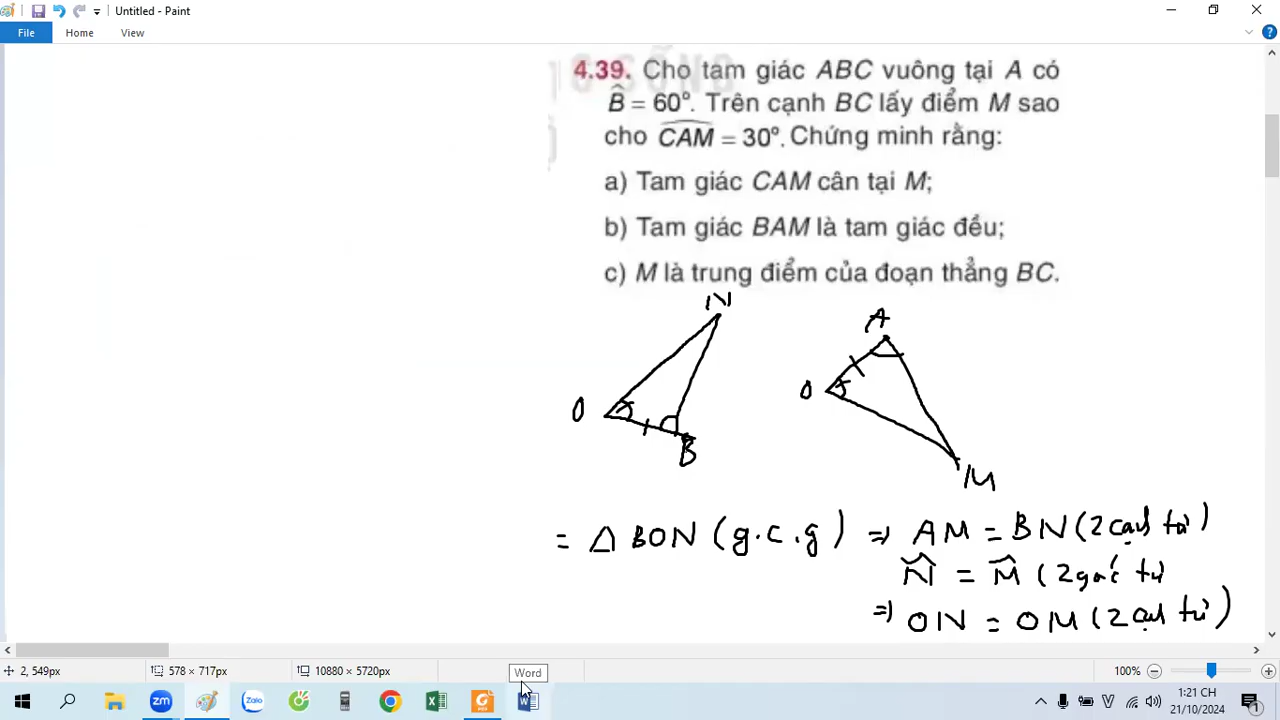 Untitled - Paint
File Home View
4.39. Cho tam giác ABC vuông tại A có
B̂ = 60°. Trên cạnh BC lấy điểm M sao
cho CAM = 30°. Chứng minh rằng:
a) Tam giác CAM cân tại M;
b) Tam giác BAM là tam giác đều;
c) M là trung điểm của đoạn thẳng BC.
N
A
O
O
B
M
= Δ BON (g.c.g) => AM = BN (2 cạnh tư)
N̂ = M̂ (2 góc tư
=> ON = OM (2 cạh tư)
2, 549px 578 × 717px 10880 × 5720px Word 100%
zm Zalo
V 1:21 CH
21/10/2024